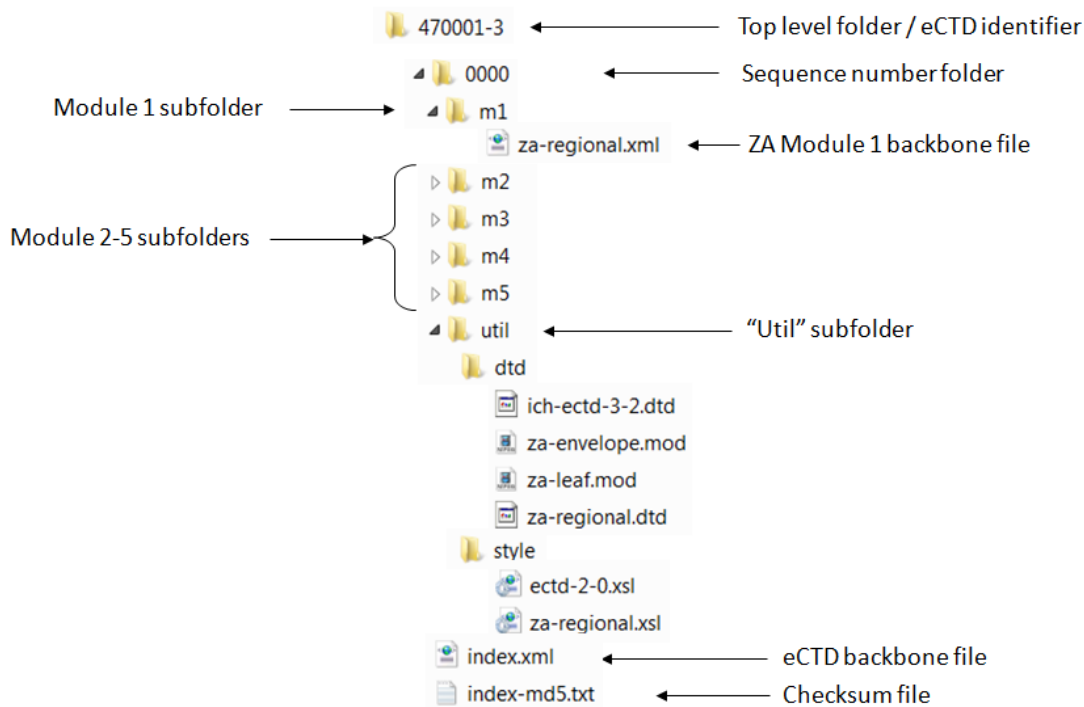 470001-3 Top level folder / eCTD identifier
0000 Sequence number folder
Module 1 subfolder m1
za-regional.xml ZA Module 1 backbone file
m2
m3
Module 2-5 subfolders
m4
m5
util “Util” subfolder
dtd
ich-ectd-3-2.dtd
za-envelope.mod
za-leaf.mod
za-regional.dtd
style
ectd-2-0.xsl
za-regional.xsl
index.xml eCTD backbone file
index-md5.txt Checksum file